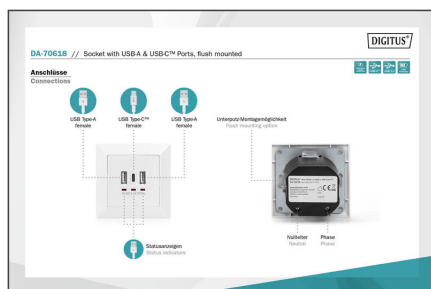 DIGITUS®
DA-70618 // Socket with USB-A & USB-C™ Ports, flush mounted
Anschlüsse
Connections
USB Type-A
female
USB Type-C™
female
USB Type-A
female
Unterputz-Montagemöglichkeit
Flush mounting option
Statusanzeigen
Status indicators
Nullleiter
Neutral
Phase
Phase